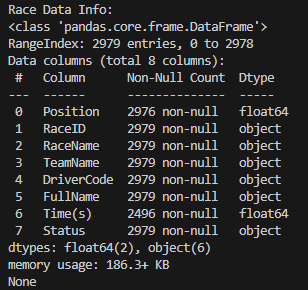 Race Data Info:
<class 'pandas.core.frame.DataFrame'>
RangeIndex: 2979 entries, 0 to 2978
Data columns (total 8 columns):
 #   Column      Non-Null Count  Dtype
---  ------      --------------  -----
 0   Position    2976 non-null   float64
 1   RaceID      2979 non-null   object
 2   RaceName    2979 non-null   object
 3   TeamName    2979 non-null   object
 4   DriverCode  2979 non-null   object
 5   FullName    2979 non-null   object
 6   Time(s)     2496 non-null   float64
 7   Status      2979 non-null   object
dtypes: float64(2), object(6)
memory usage: 186.3+ KB
None